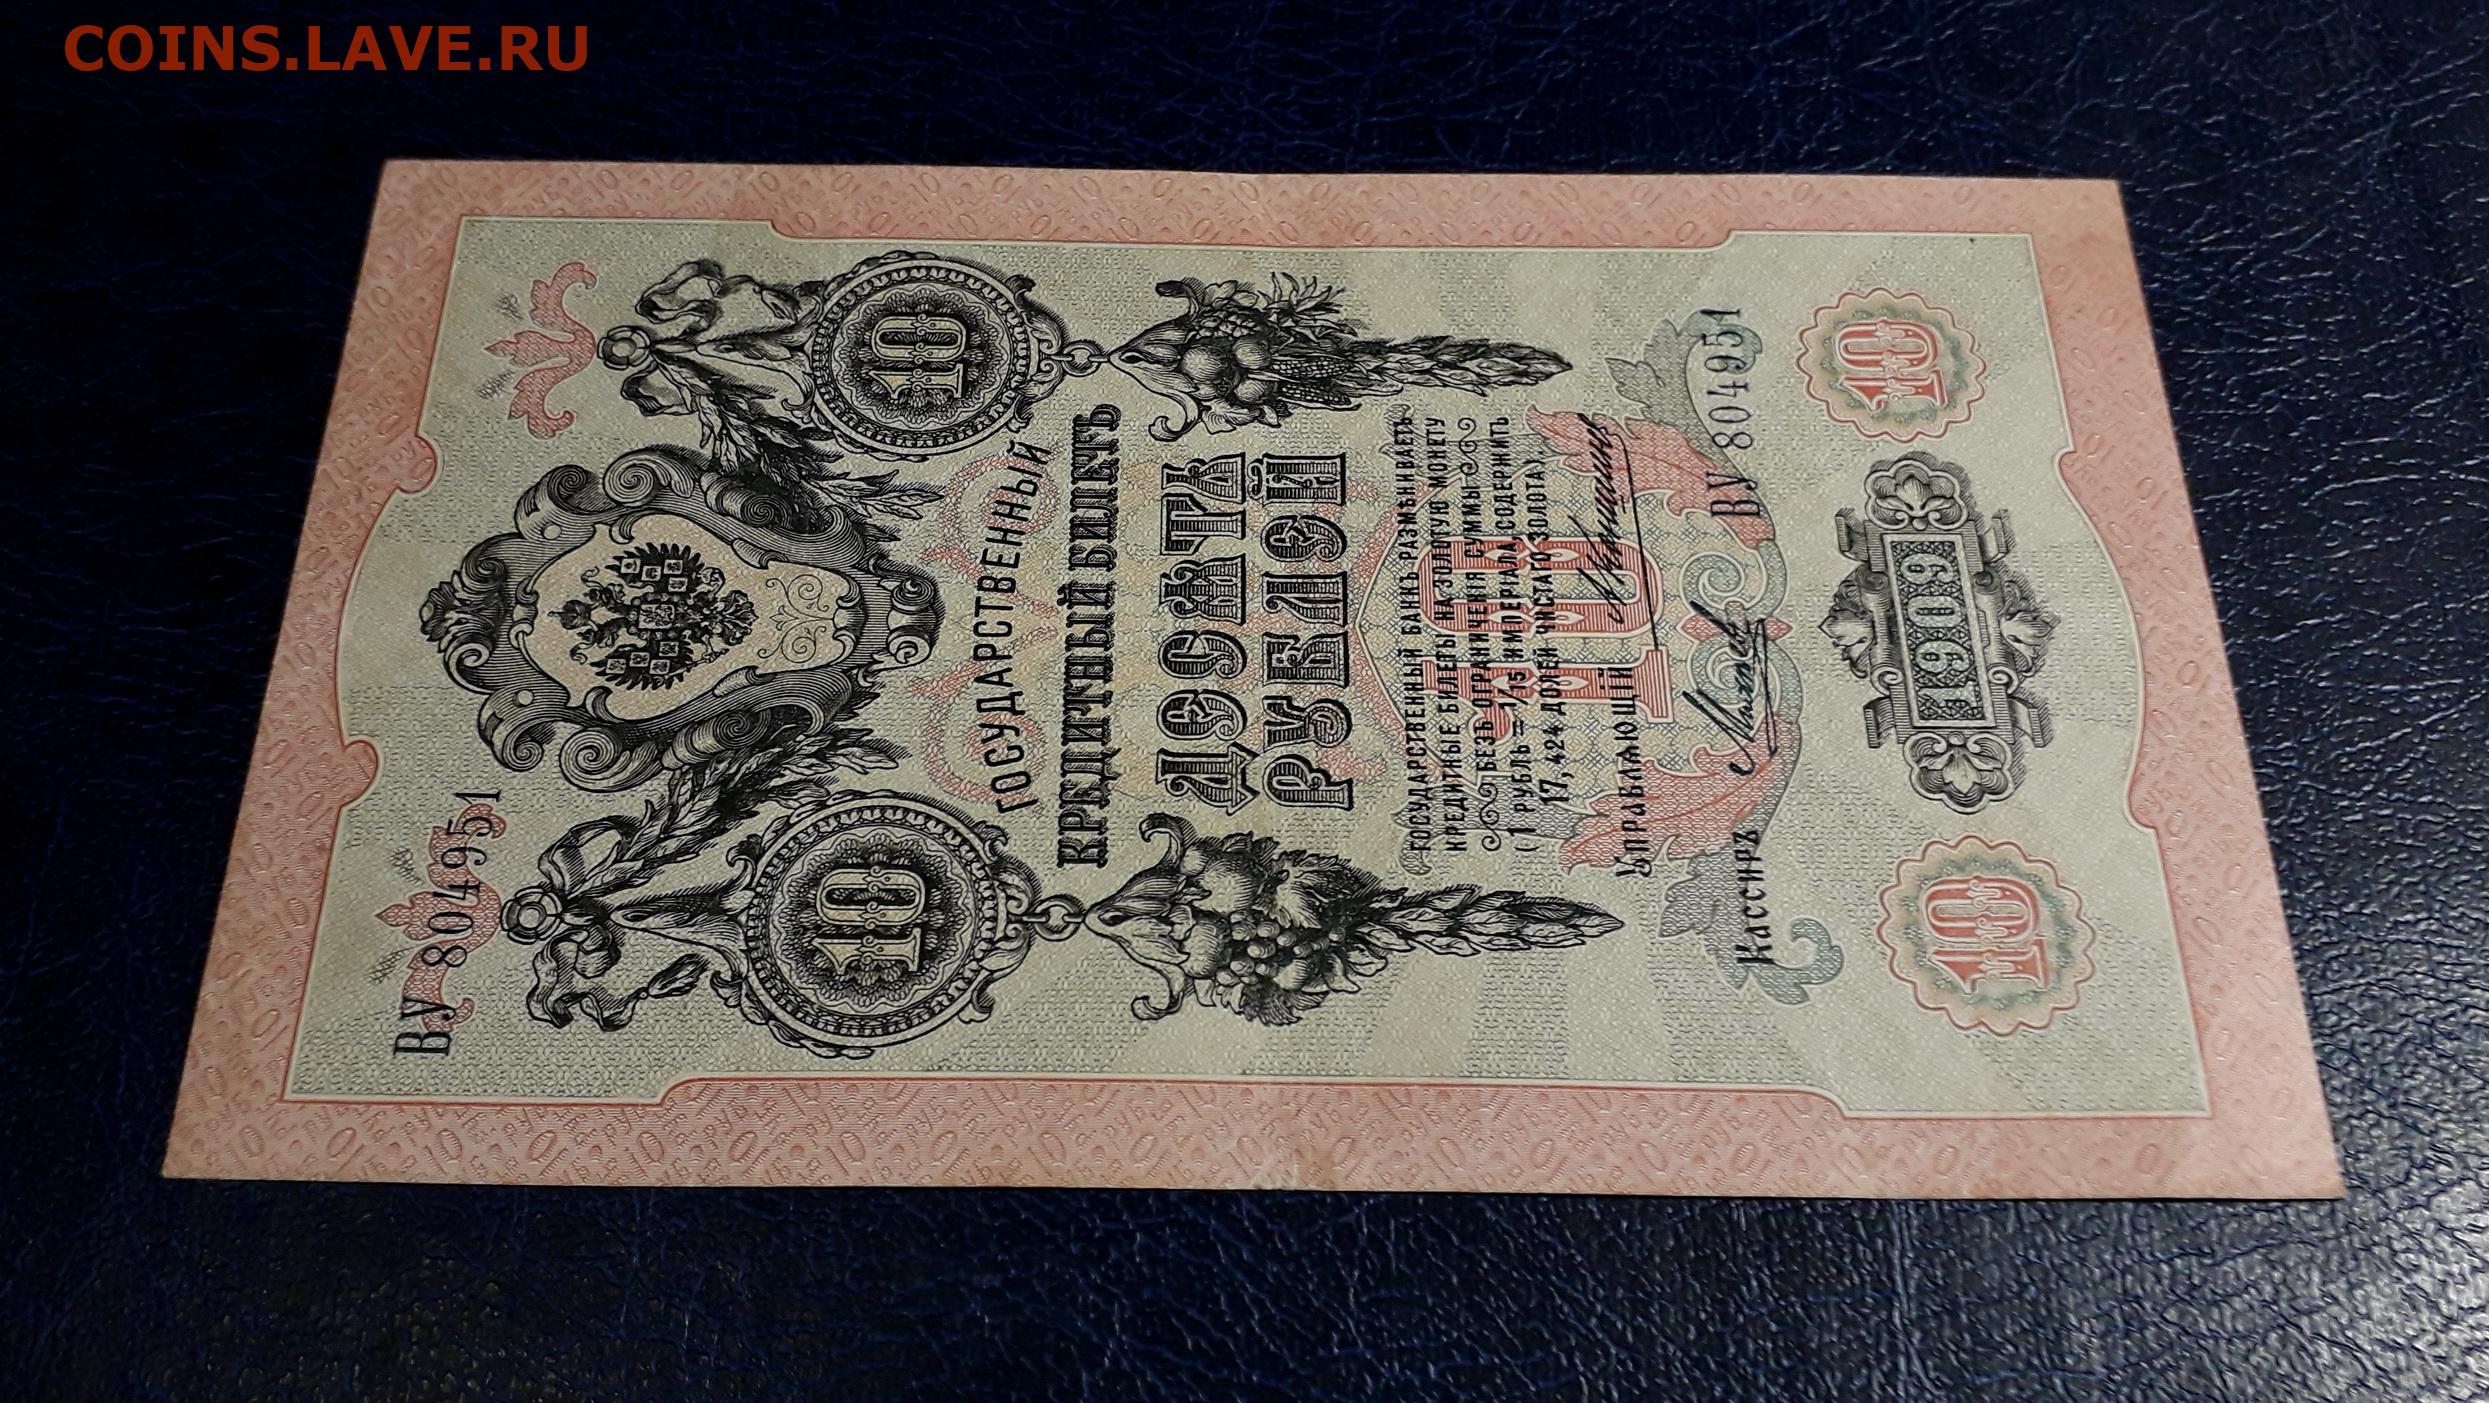 COINS.LAVE.RU
ВУ 804951
10
10
ГОСУДАРСТВЕННЫЙ
КРЕДИТНЫЙ БИЛЕТЪ
ДЕСЯТЬ
РУБЛЕЙ
ГОСУДАРСТВЕННЫЙ БАНКЪ РАЗМѢНИВАЕТЪ
КРЕДИТНЫЕ БИЛЕТЫ НА ЗОЛОТУЮ МОНЕТУ
БЕЗЪ ОГРАНИЧЕНІЯ СУММЫ
(1 РУБЛЬ = 1/15 ИМПЕРІАЛА, СОДЕРЖИТЪ
17,424 ДОЛЕЙ ЧИСТАГО ЗОЛОТА).
10
Управляющій
Кассиръ
ВУ 804951
10
1909
10